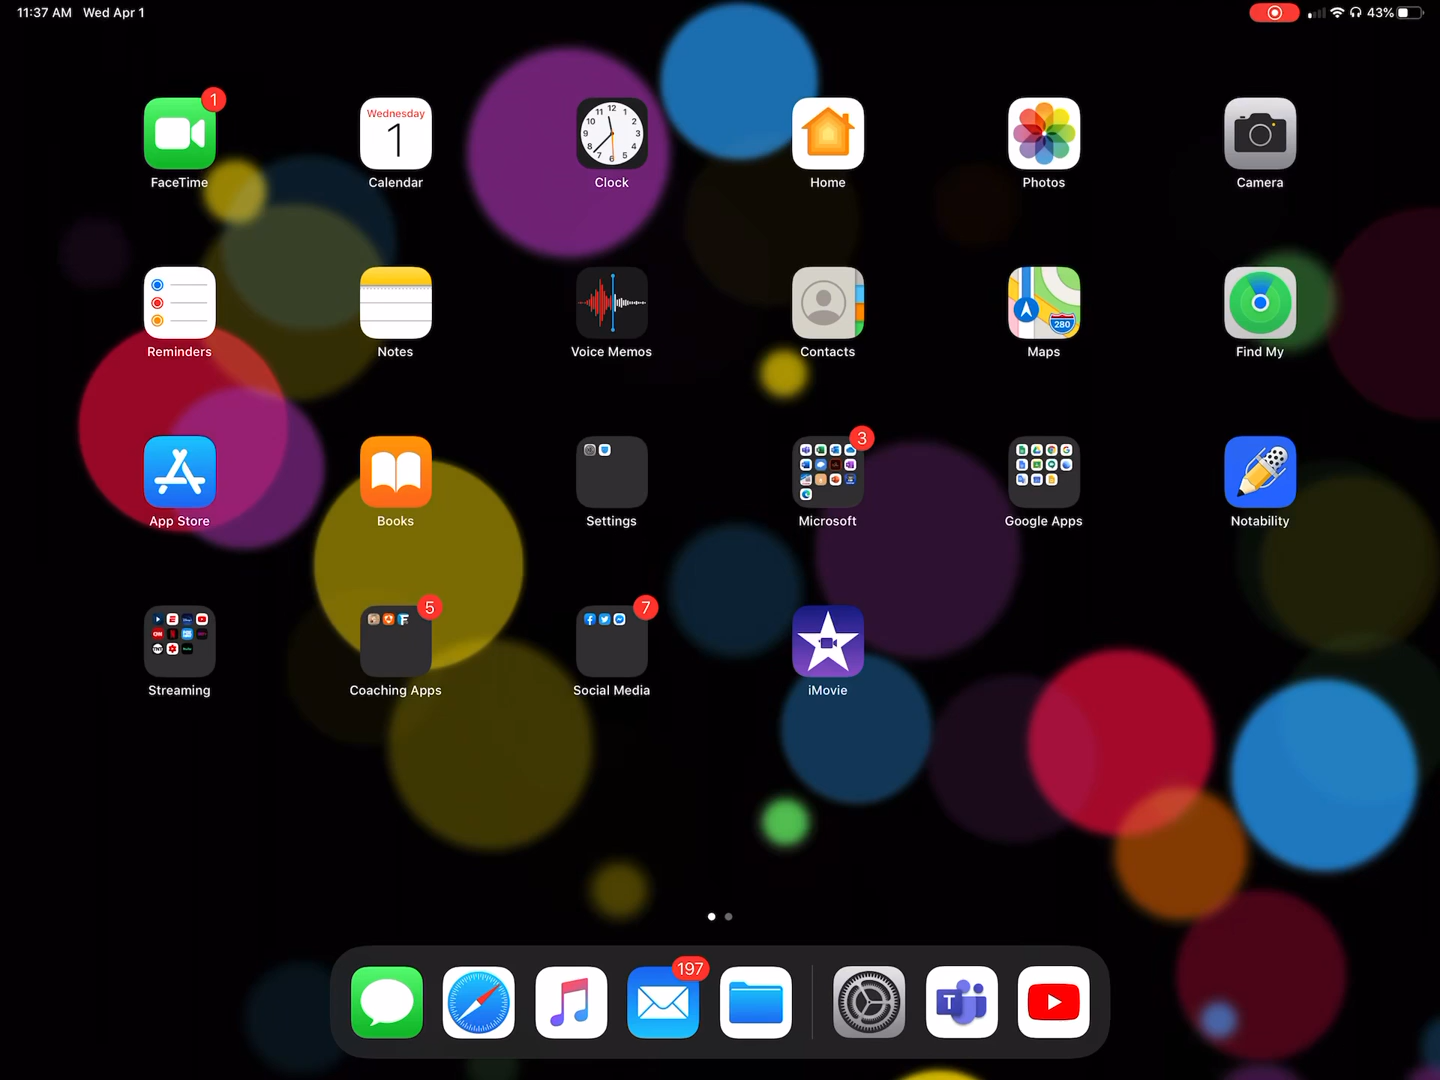 11:37 AM Wed Apr 1
43%
1
Wednesday
1
FaceTime
Calendar
Clock
Home
Photos
Camera
280
Reminders
Notes
Voice Memos
Contacts
Maps
Find My
3
App Store
Books
Settings
Microsoft
Google Apps
Notability
5
7
Streaming
Coaching Apps
Social Media
iMovie
197
T